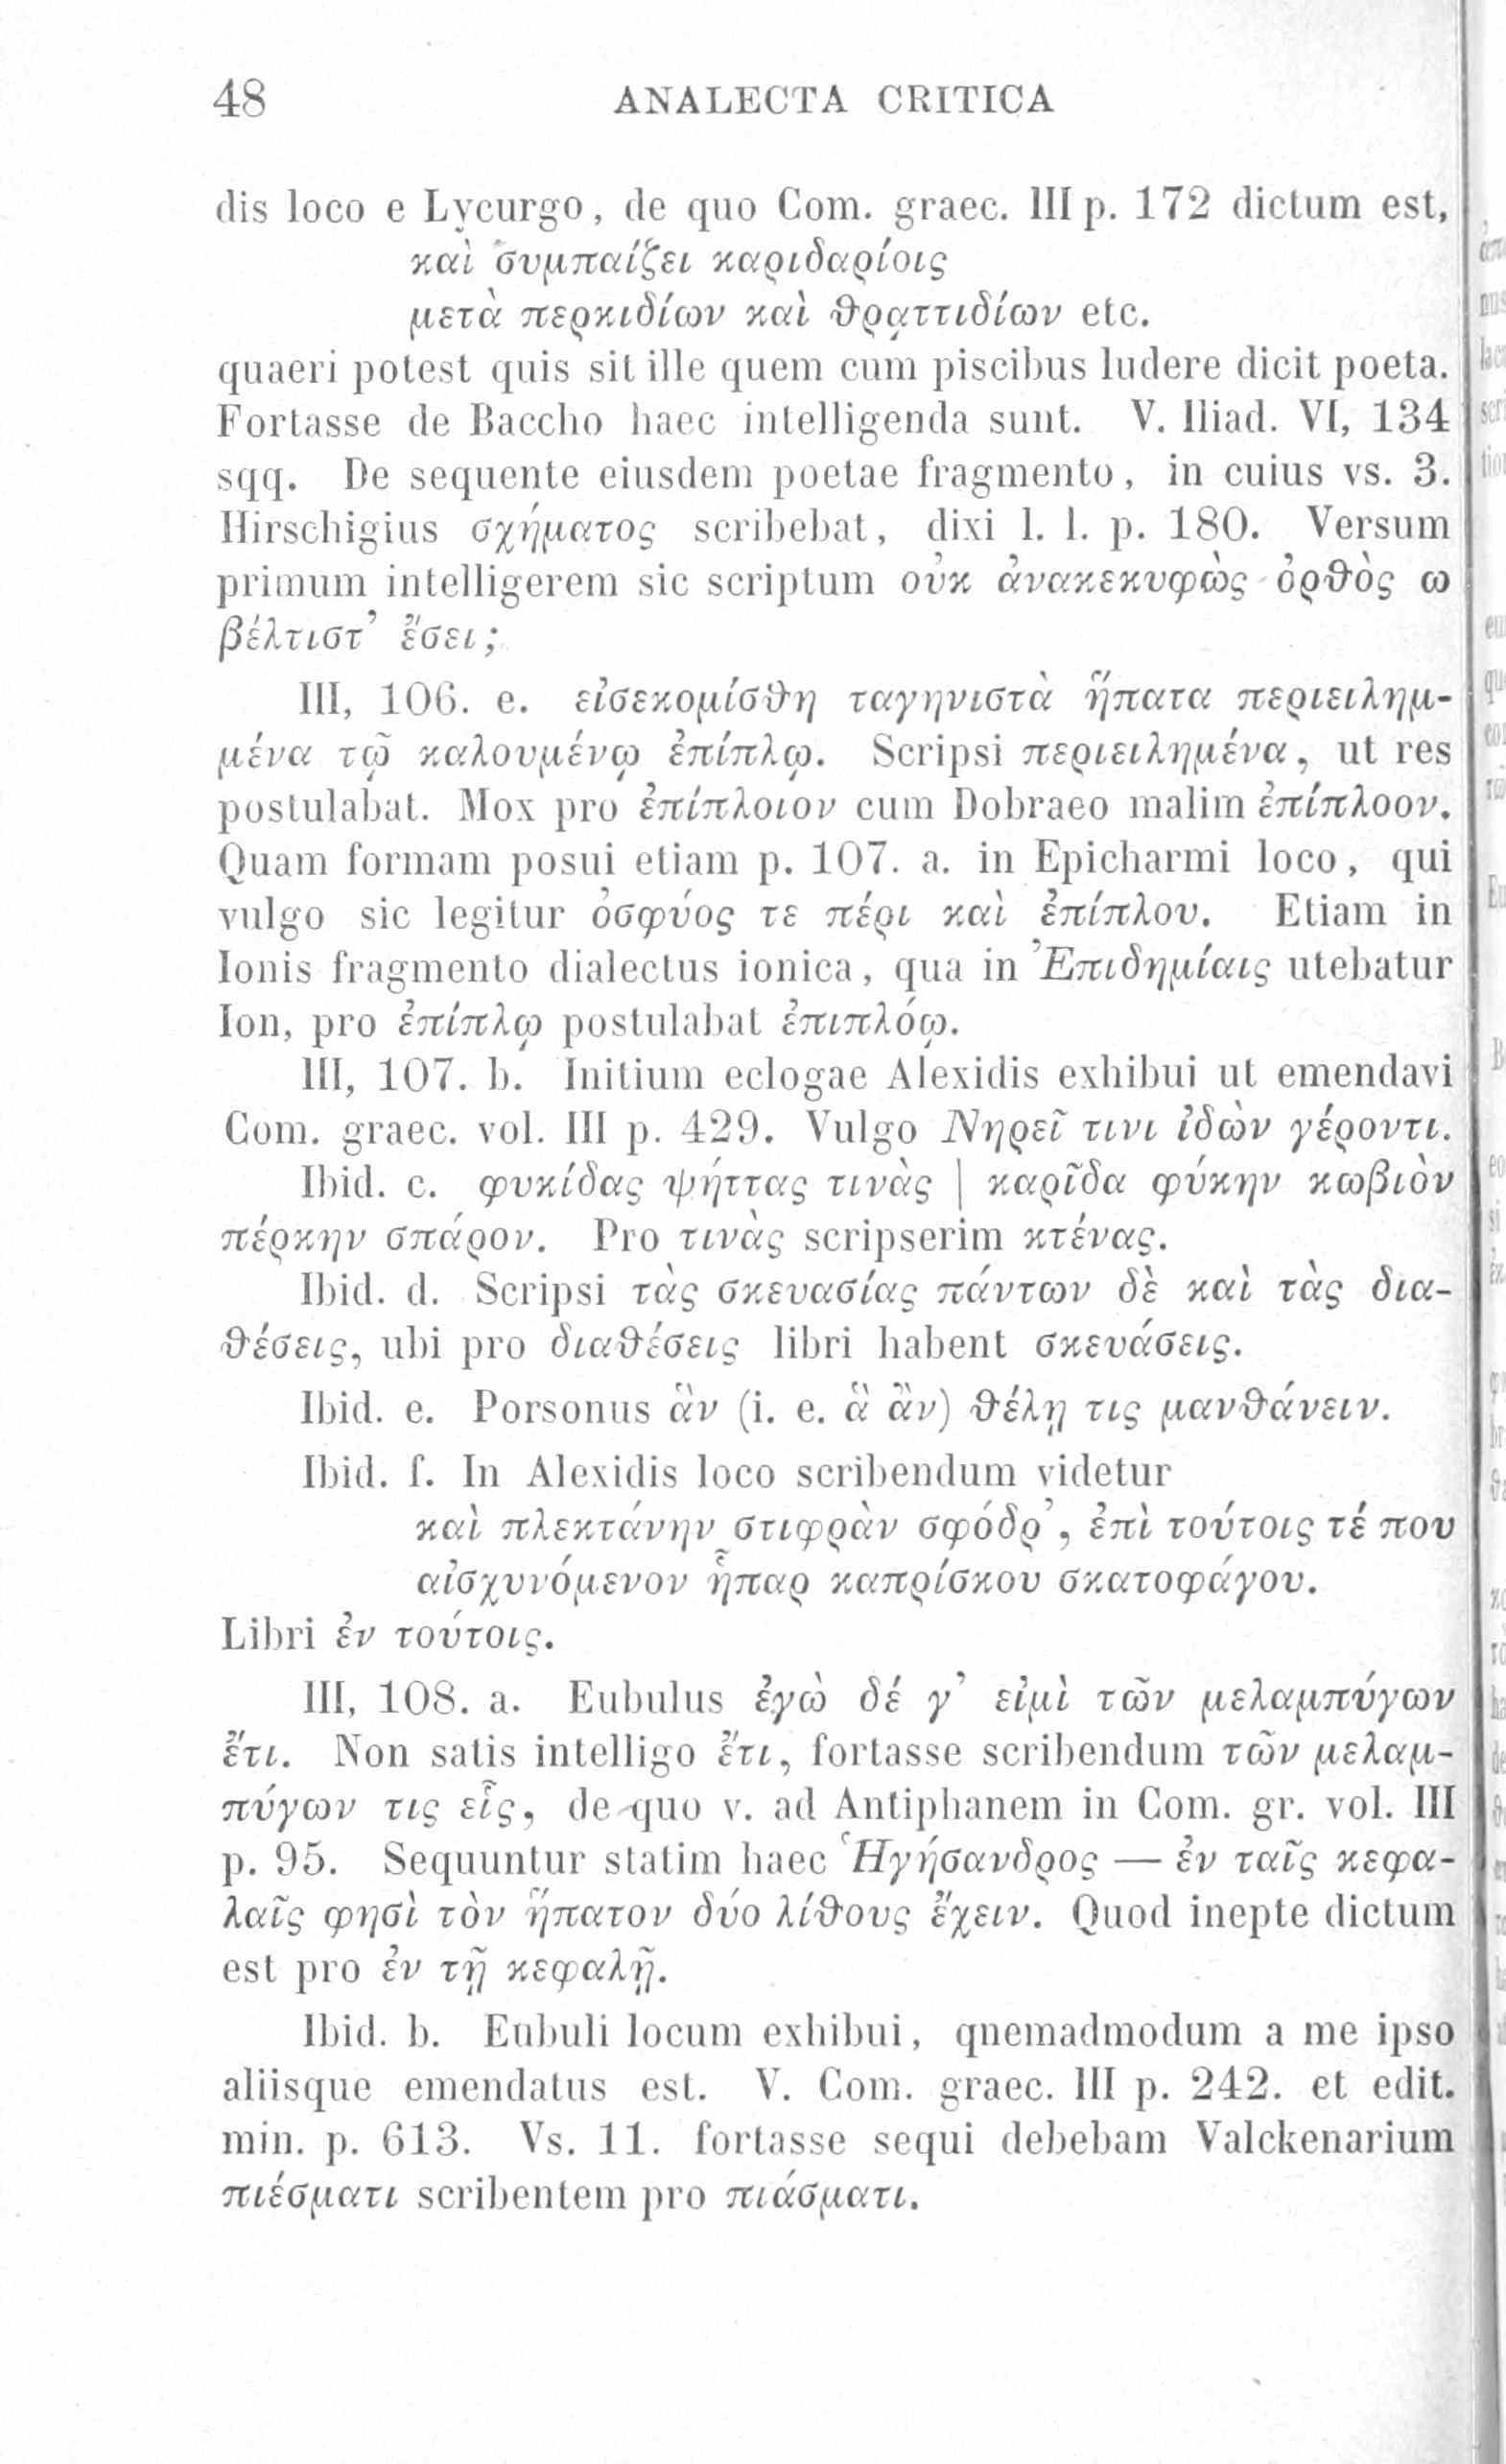 48 ANALECTA CRITICA
dis loco e Lycurgo, de quo Com. graec. III p. 172 dictum est,
καὶ συμπαίζει καριδαρίοις
μετὰ περκιδίων καὶ θρᾳττιδίων etc.
quaeri potest quis sit ille quem cum piscibus ludere dicit poeta.
Fortasse de Baccho haec intelligenda sunt. V. Iliad. VI, 134
sqq. De sequente eiusdem poetae fragmento, in cuius vs. 3.
Hirschigius σχήματος scribebat, dixi l. l. p. 180. Versum
primum intelligerem sic scriptum οὐκ ἀνακεκυφὼς ὀρθὸς ω
βέλτιστ’ ἔσει;
III, 106. e. εἰσεκομίσθη ταγηνιστὰ ἥπατα περιειλημ-
μένα τῷ καλουμένῳ ἐπίπλῳ. Scripsi περιειλημένα, ut res
postulabat. Mox pro ἐπίπλοιον cum Dobraeo malim ἐπίπλοον.
Quam formam posui etiam p. 107. a. in Epicharmi loco, qui
vulgo sic legitur ὀσφύος τε πέρι καὶ ἐπίπλου. Etiam in
Ionis fragmento dialectus ionica, qua in Ἐπιδημίαις utebatur
Ion, pro ἐπίπλῳ postulabat ἐπιπλόῳ.
III, 107. b. Initium eclogae Alexidis exhibui ut emendavi
Com. graec. vol. III p. 429. Vulgo Νηρεῖ τινι ἰδὼν γέροντι.
Ibid. c. φυκίδας ψήττας τινὰς | καρῖδα φύκην κωβιὸν
πέρκην σπάρον. Pro τινὰς scripserim κτένας.
Ibid. d. Scripsi τὰς σκευασίας πάντων δὲ καὶ τὰς δια-
θέσεις, ubi pro διαθέσεις libri habent σκευάσεις.
Ibid. e. Porsonus ἃν (i. e. ἃ ἂν) θέλῃ τις μανθάνειν.
Ibid. f. In Alexidis loco scribendum videtur
καὶ πλεκτάνην στιφρὰν σφόδρ’, ἐπὶ τούτοις τέ που
αἰσχυνόμενον ἧπαρ καπρίσκου σκατοφάγου.
Libri ἐν τούτοις.
III, 108. a. Eubulus ἐγὼ δέ γ’ εἰμὶ τῶν μελαμπύγων
ἔτι. Non satis intelligo ἔτι, fortasse scribendum τῶν μελαμ-
πύγων τις εἷς, de quo v. ad Antiphanem in Com. gr. vol. III
p. 95. Sequuntur statim haec Ἡγήσανδρος — ἐν ταῖς κεφα-
λαῖς φησὶ τὸν ἥπατον δύο λίθους ἔχειν. Quod inepte dictum
est pro ἐν τῇ κεφαλῇ.
Ibid. b. Eubuli locum exhibui, qnemadmodum a me ipso
aliisque emendatus est. V. Com. graec. III p. 242. et edit.
min. p. 613. Vs. 11. fortasse sequi debebam Valckenarium
πιέσματι scribentem pro πιάσματι.